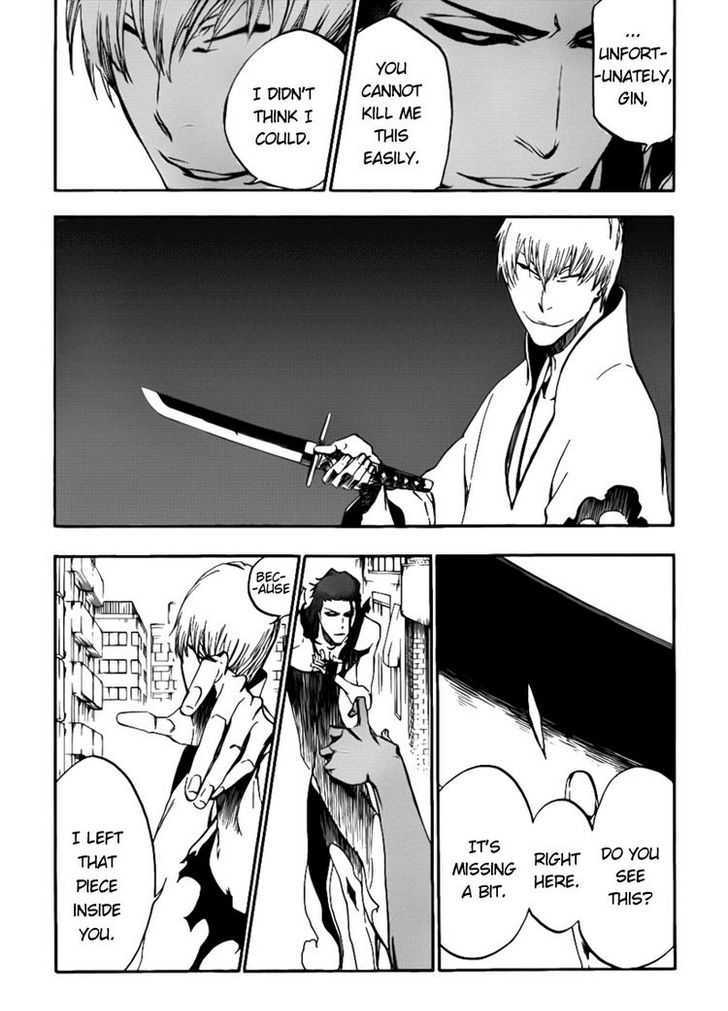 ...
UNFORT-
-UNATELY,
GIN,
YOU
CANNOT
KILL ME
THIS
EASILY.
I DIDN'T
THINK I
COULD.
DO YOU
SEE
THIS?
RIGHT
HERE.
IT'S
MISSING
A BIT.
BEC-
-AUSE
I LEFT
THAT
PIECE
INSIDE
YOU.